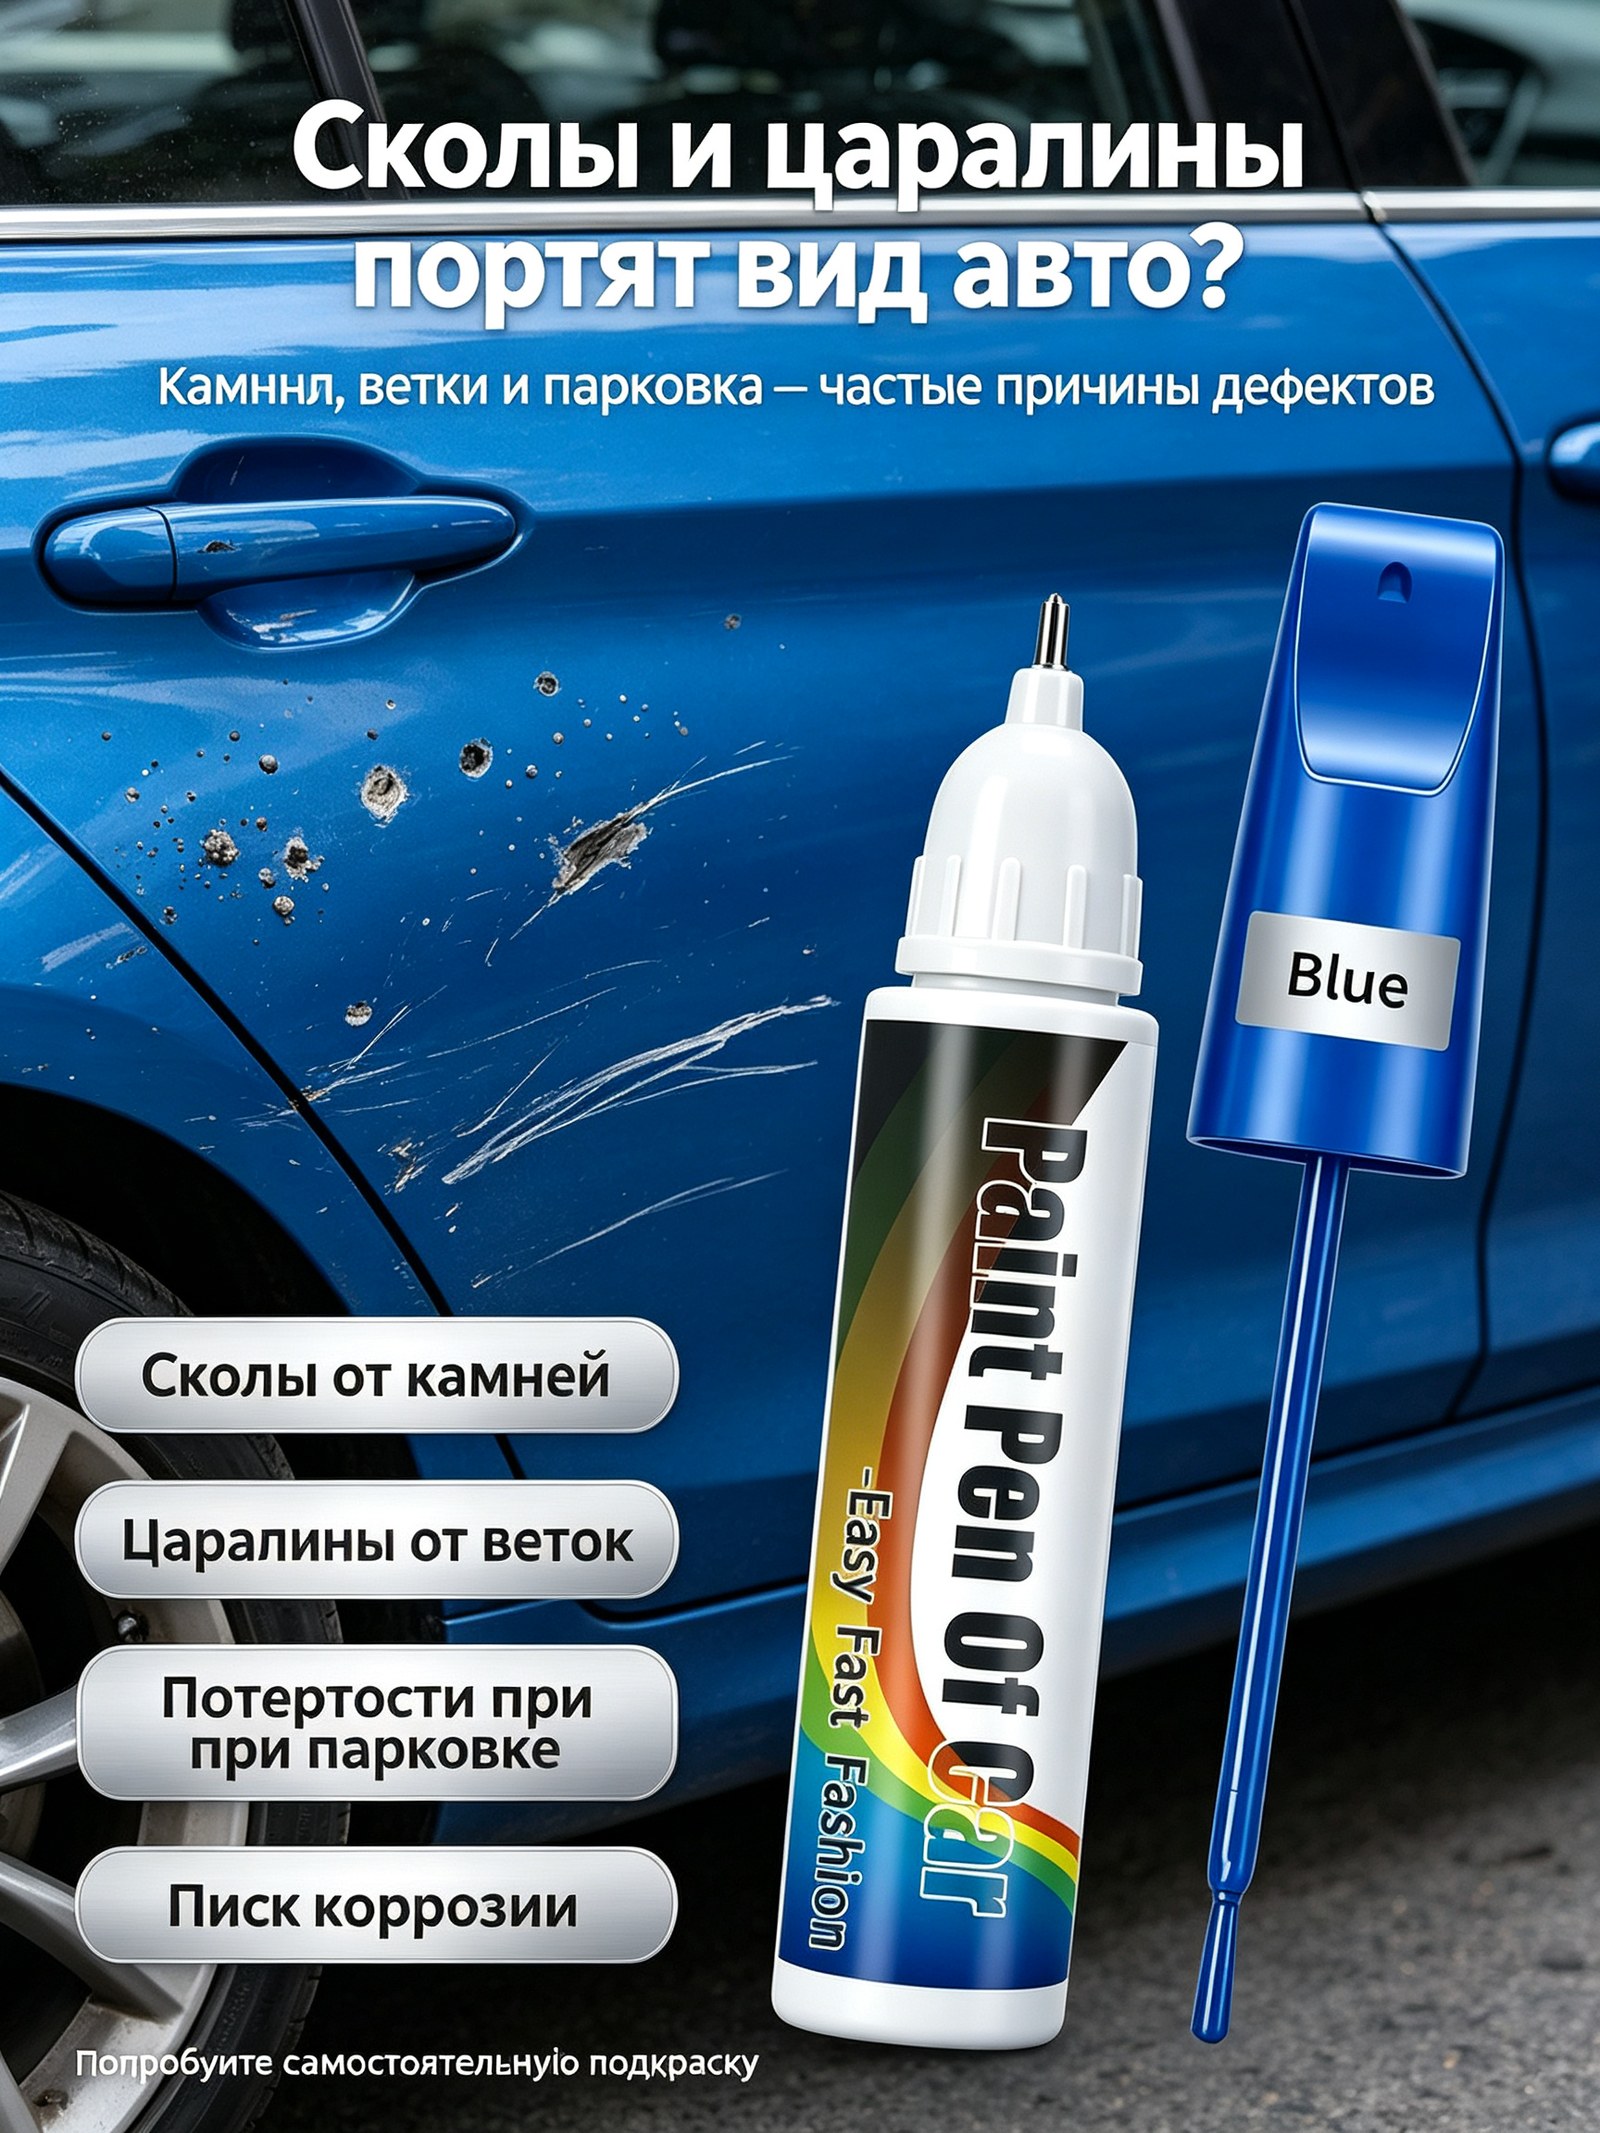 Сколы и царалины
портят вид авто?
Камннл, ветки и парковка – частые причины дефектов
Blue
Paint Pen Of Car
-Easy Fast Fashion
Сколы от камней
Царалины от веток
Потертости при
при парковке
Писк коррозии
Попробуите самостоятельную подкраску